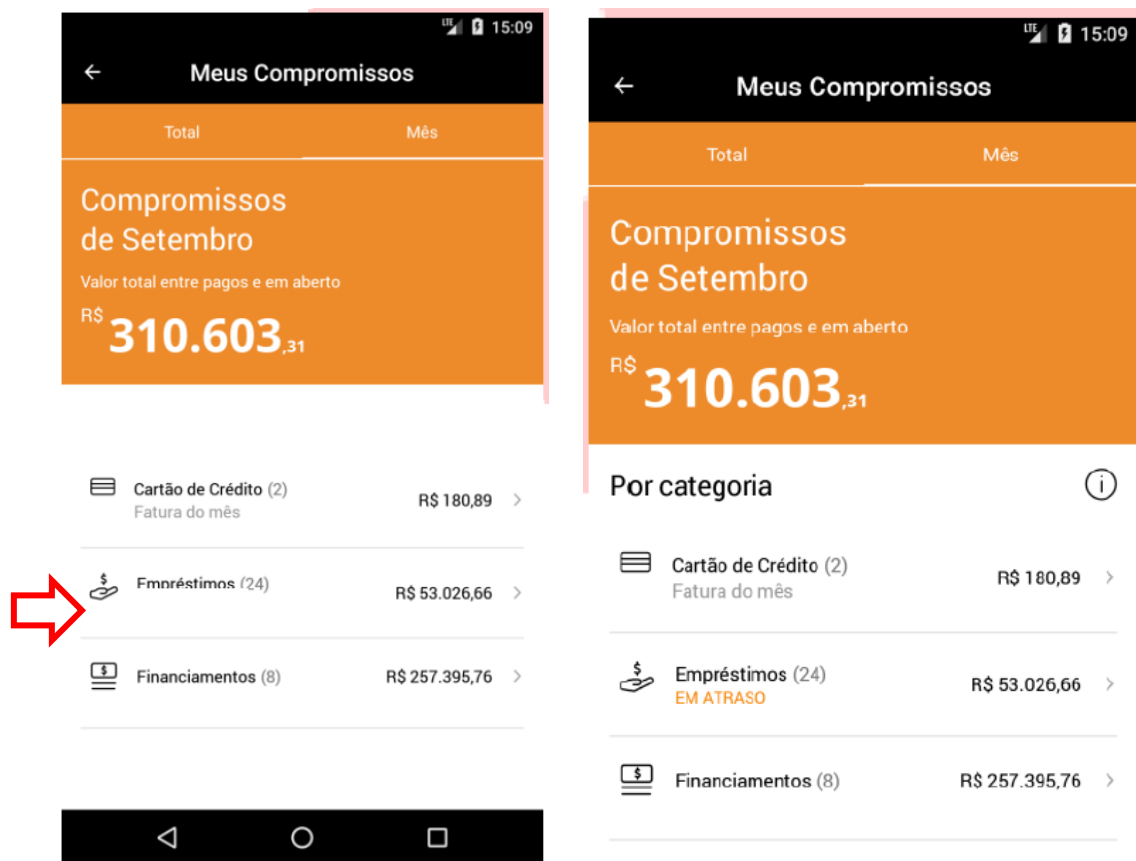 LTE 15:09
Meus Compromissos
Total Mês
Compromissos
de Setembro
Valor total entre pagos e em aberto
R$ 310.603,31
Cartão de Crédito (2)
Fatura do mês
R$ 180,89
Empréstimos (24)
R$ 53.026,66
Financiamentos (8)
R$ 257.395,76
LTE 15:09
Meus Compromissos
Total Mês
Compromissos
de Setembro
Valor total entre pagos e em aberto
R$ 310.603,31
Por categoria
Cartão de Crédito (2)
Fatura do mês
R$ 180,89
Empréstimos (24)
EM ATRASO
R$ 53.026,66
Financiamentos (8)
R$ 257.395,76